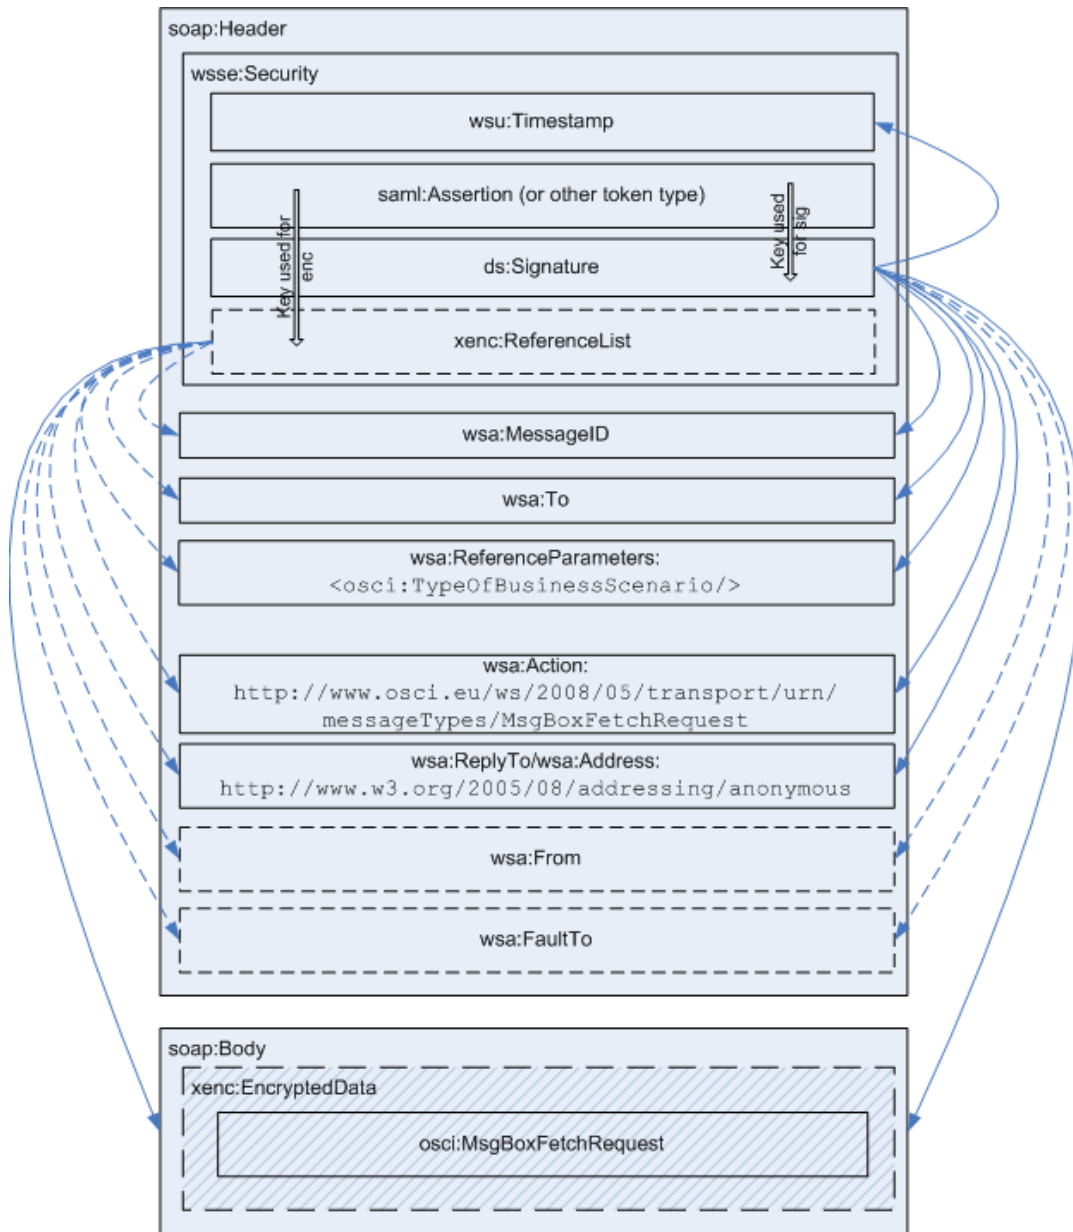 soap:Header
wsse:Security
wsu:Timestamp
saml:Assertion (or other token type)
Key used for
enc
Key used
for sig
ds:Signature
xenc:ReferenceList
wsa:MessageID
wsa:To
wsa:ReferenceParameters:
<osci:TypeOfBusinessScenario/>
wsa:Action:
http://www.osci.eu/ws/2008/05/transport/urn/
messageTypes/MsgBoxFetchRequest
wsa:ReplyTo/wsa:Address:
http://www.w3.org/2005/08/addressing/anonymous
wsa:From
wsa:FaultTo
soap:Body
xenc:EncryptedData
osci:MsgBoxFetchRequest